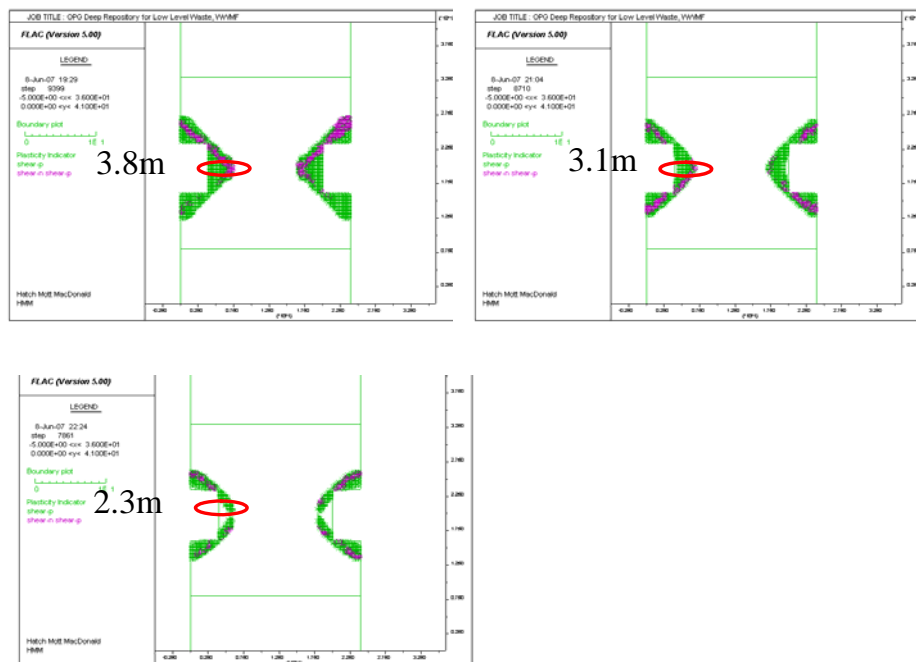 JOB TITLE : OPG Deep Repository for Low Level Waste, WWMF
FLAC (Version 5.00)
LEGEND
8-Jun-07 19:29
step 9399
-5.000E+00 <x< 3.600E+01
0.000E+00 <y< 4.100E+01
Boundary plot
0 1E 1
Plasticity Indicator
shear-p
shear-n shear-p
Hatch Mott MacDonald
HMM
3.8m
JOB TITLE : OPG Deep Repository for Low Level Waste, WWMF
FLAC (Version 5.00)
LEGEND
8-Jun-07 21:04
step 8710
-5.000E+00 <x< 3.600E+01
0.000E+00 <y< 4.100E+01
Boundary plot
0 1E 1
Plasticity Indicator
shear-p
shear-n shear-p
Hatch Mott MacDonald
HMM
3.1m
FLAC (Version 5.00)
LEGEND
8-Jun-07 22:24
step 7861
-5.000E+00 <x< 3.600E+01
0.000E+00 <y< 4.100E+01
Boundary plot
0 1E 1
Plasticity Indicator
shear-p
shear-n shear-p
Hatch Mott MacDonald
HMM
2.3m